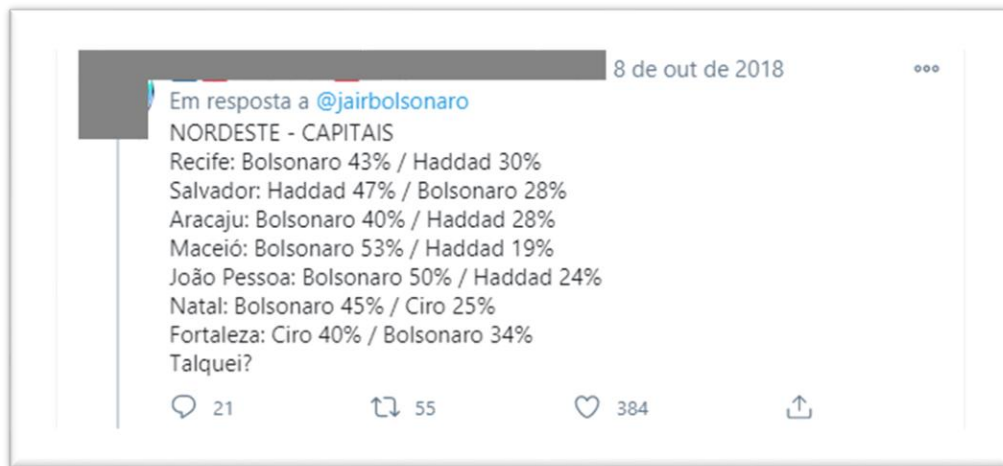 8 de out de 2018
Em resposta a @jairbolsonaro
NORDESTE - CAPITAIS
Recife: Bolsonaro 43% / Haddad 30%
Salvador: Haddad 47% / Bolsonaro 28%
Aracaju: Bolsonaro 40% / Haddad 28%
Maceió: Bolsonaro 53% / Haddad 19%
João Pessoa: Bolsonaro 50% / Haddad 24%
Natal: Bolsonaro 45% / Ciro 25%
Fortaleza: Ciro 40% / Bolsonaro 34%
Talquei?
21 55 384